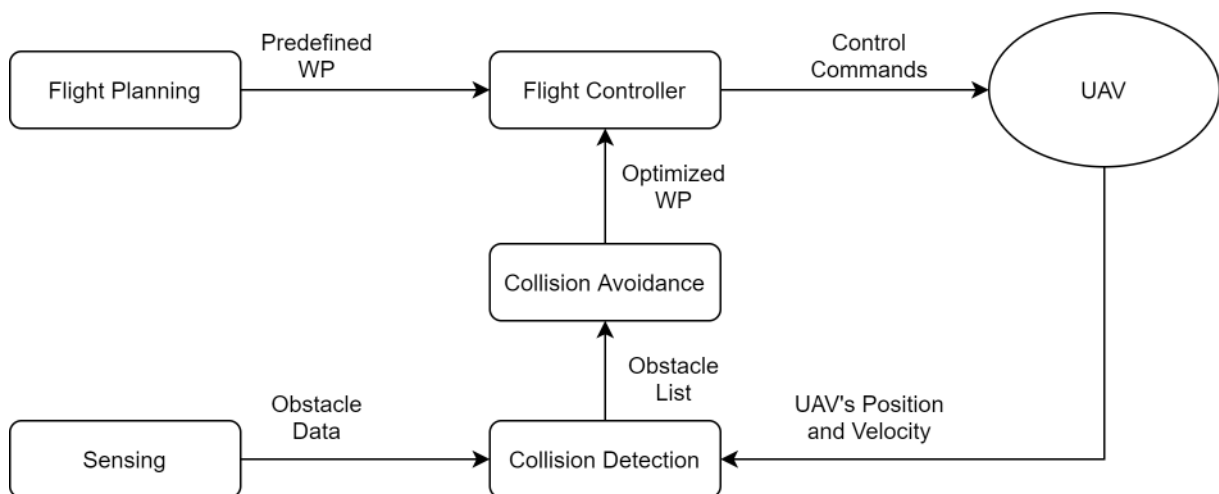 Predefined
WP
Control
Commands
Flight Planning
Flight Controller
UAV
Optimized
WP
Collision Avoidance
Obstacle
List
Obstacle
Data
UAV's Position
and Velocity
Sensing
Collision Detection